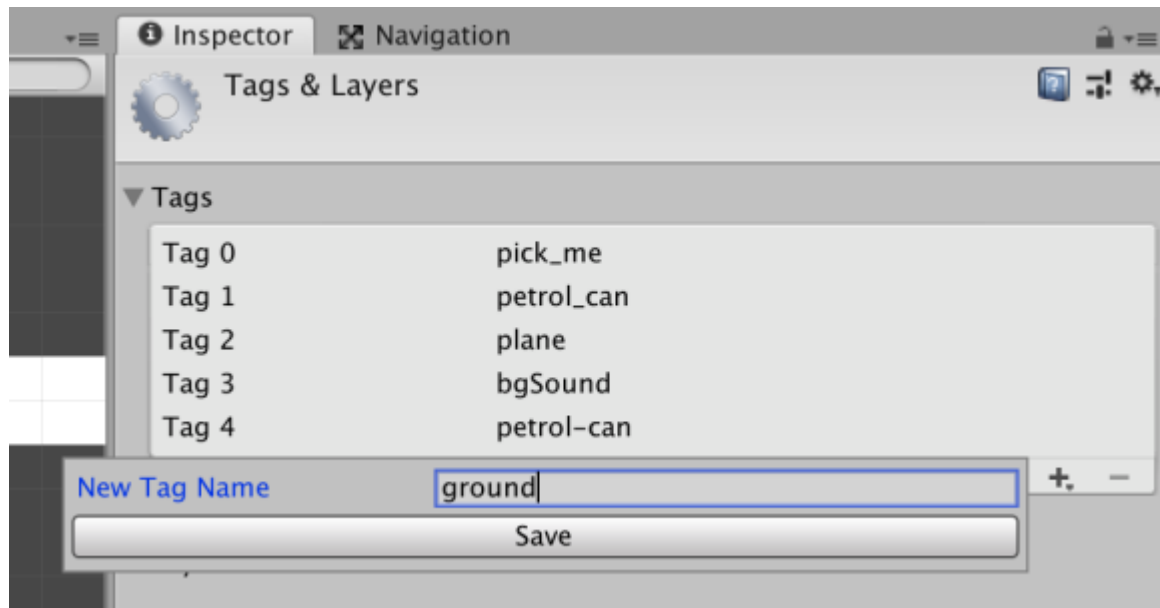 Inspector Navigation
Tags & Layers
Tags
Tag 0 pick_me
Tag 1 petrol_can
Tag 2 plane
Tag 3 bgSound
Tag 4 petrol-can
New Tag Name ground
Save